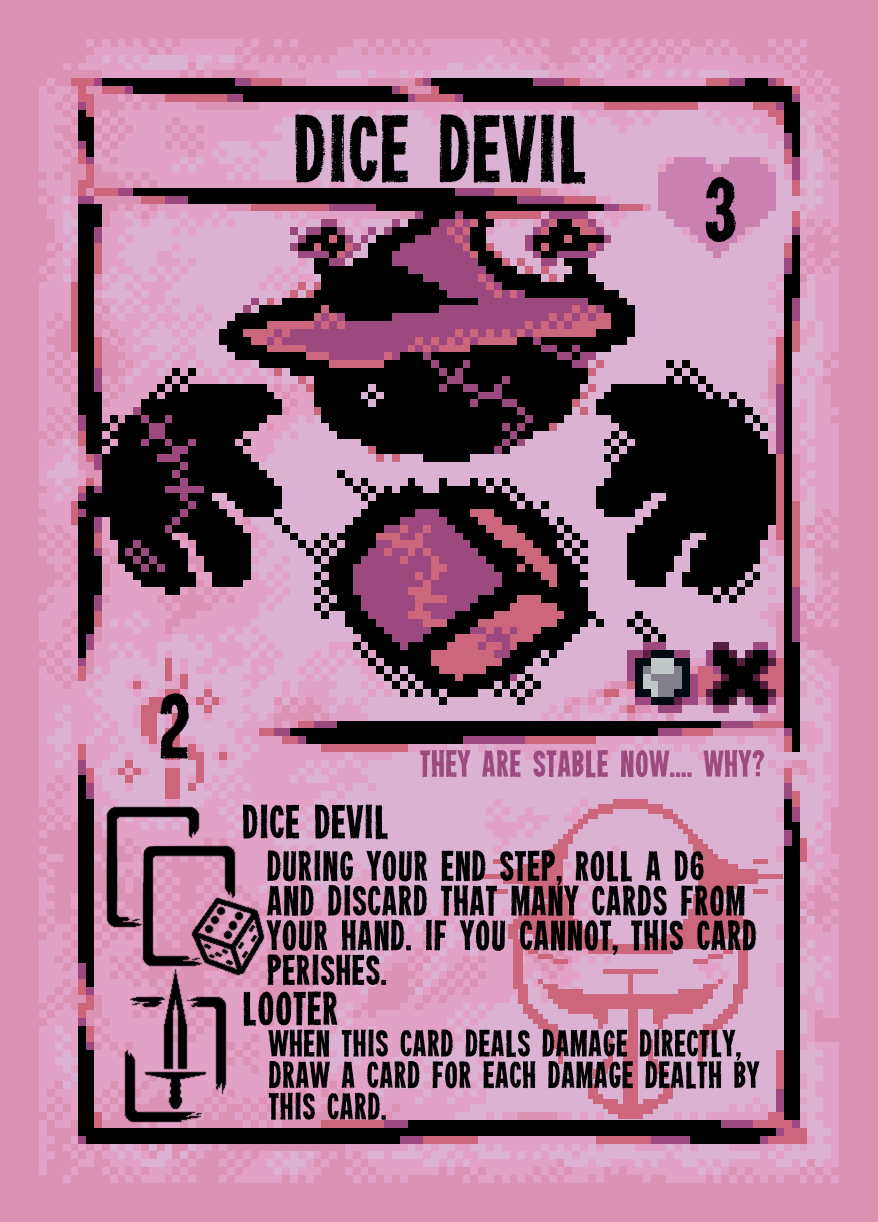 DICE DEVIL
3
2
THEY ARE STABLE NOW.... WHY?
DICE DEVIL
DURING YOUR END STEP, ROLL A D6
AND DISCARD THAT MANY CARDS FROM
YOUR HAND. IF YOU CANNOT, THIS CARD
PERISHES.
LOOTER
WHEN THIS CARD DEALS DAMAGE DIRECTLY,
DRAW A CARD FOR EACH DAMAGE DEALTH BY
THIS CARD.